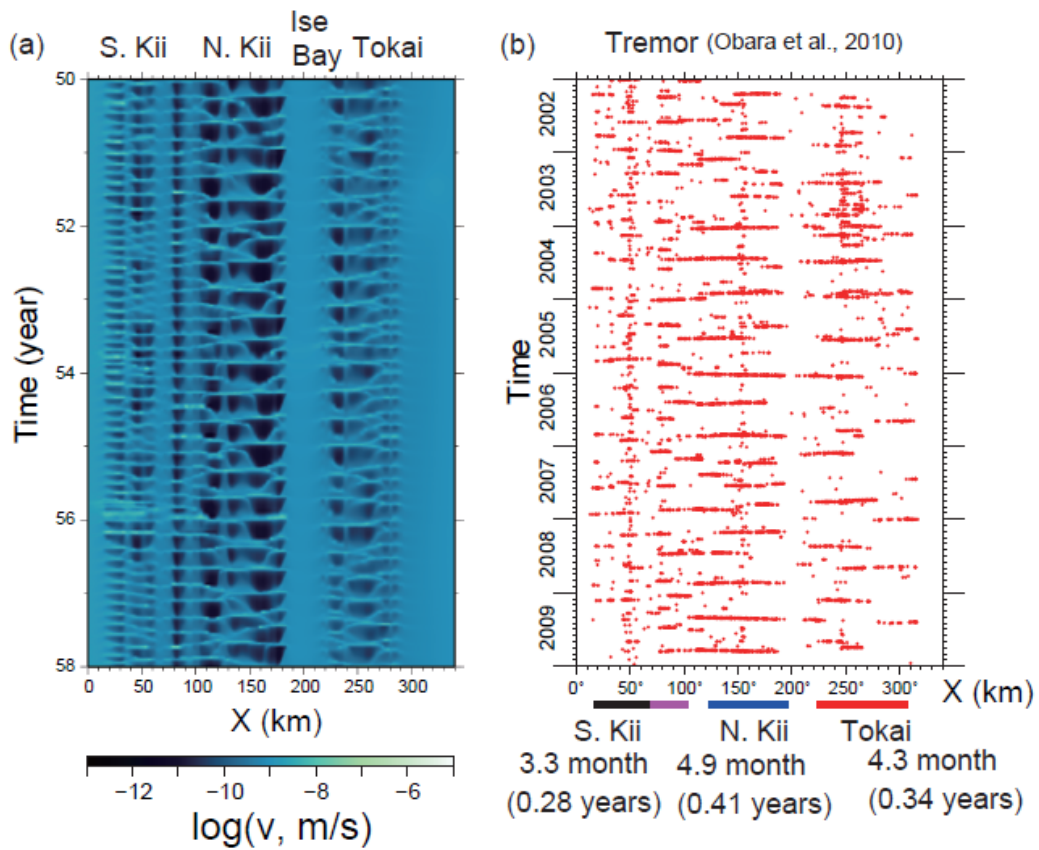 (a)
S. Kii
N. Kii
Ise
Bay
Tokai
50
52
54
56
58
Time (year)
0
50
100
150
200
250
300
X (km)
−12
−10
−8
−6
log(v, m/s)
(b)
Tremor (Obara et al., 2010)
2002
2003
2004
2005
2006
2007
2008
2009
Time
0°
50°
100°
150°
200°
250°
300°
X (km)
S. Kii
3.3 month
(0.28 years)
N. Kii
4.9 month
(0.41 years)
Tokai
4.3 month
(0.34 years)